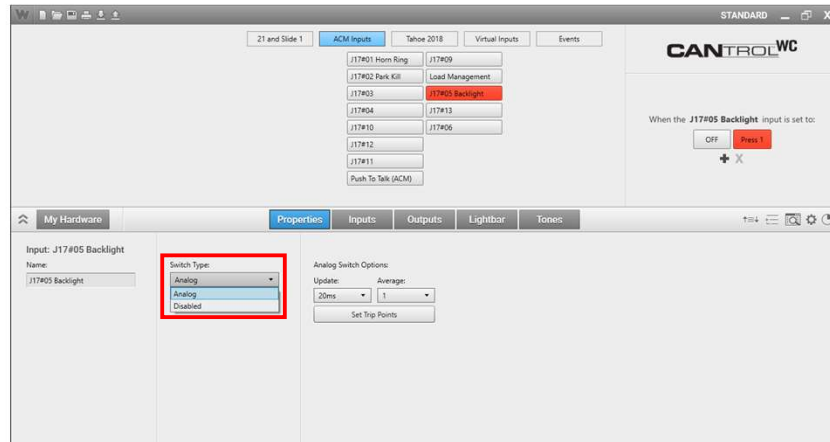 W
STANDARD
X
21 and Slide 1
ACM Inputs
Tahoe 2018
Virtual Inputs
Events
CANTROL WC
J17#01 Horn Ring
J17#09
J17#02 Park Kill
Load Management
J17#03
J17#05 Backlight
J17#04
J17#13
J17#10
J17#06
J17#12
J17#11
Push To Talk (ACM)
When the J17#05 Backlight input is set to:
OFF
Press 1
X
My Hardware
Properties
Inputs
Outputs
Lightbar
Tones
Input: J17#05 Backlight
Name:
J17#05 Backlight
Switch Type:
Analog
Analog
Disabled
Analog Switch Options:
Update:
Average:
20ms
1
Set Trip Points